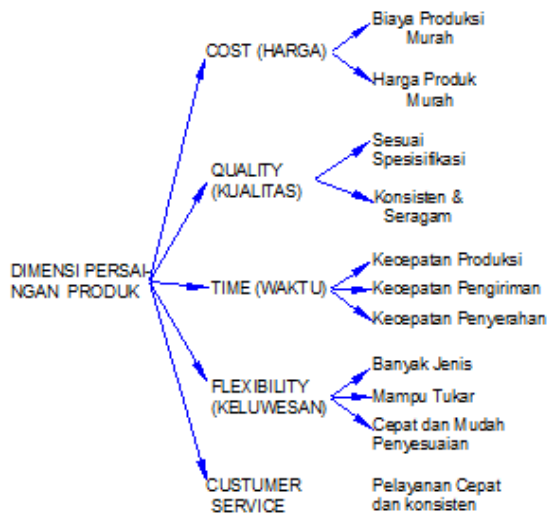 Biaya Produksi
Murah
COST (HARGA)
Harga Produk
Murah
Sesuai
Spesisifikasi
QUALITY
(KUALITAS)
Konsisten &
Seragam
DIMENSI PERSAI-
NGAN PRODUK
TIME (WAKTU)
Kecepatan Produksi
Kecepatan Pengiriman
Kecepatan Penyerahan
FLEXIBILITY
(KELUWESAN)
Banyak Jenis
Mampu Tukar
Cepat dan Mudah
Penyesuaian
CUSTUMER
SERVICE
Pelayanan Cepat
dan konsisten